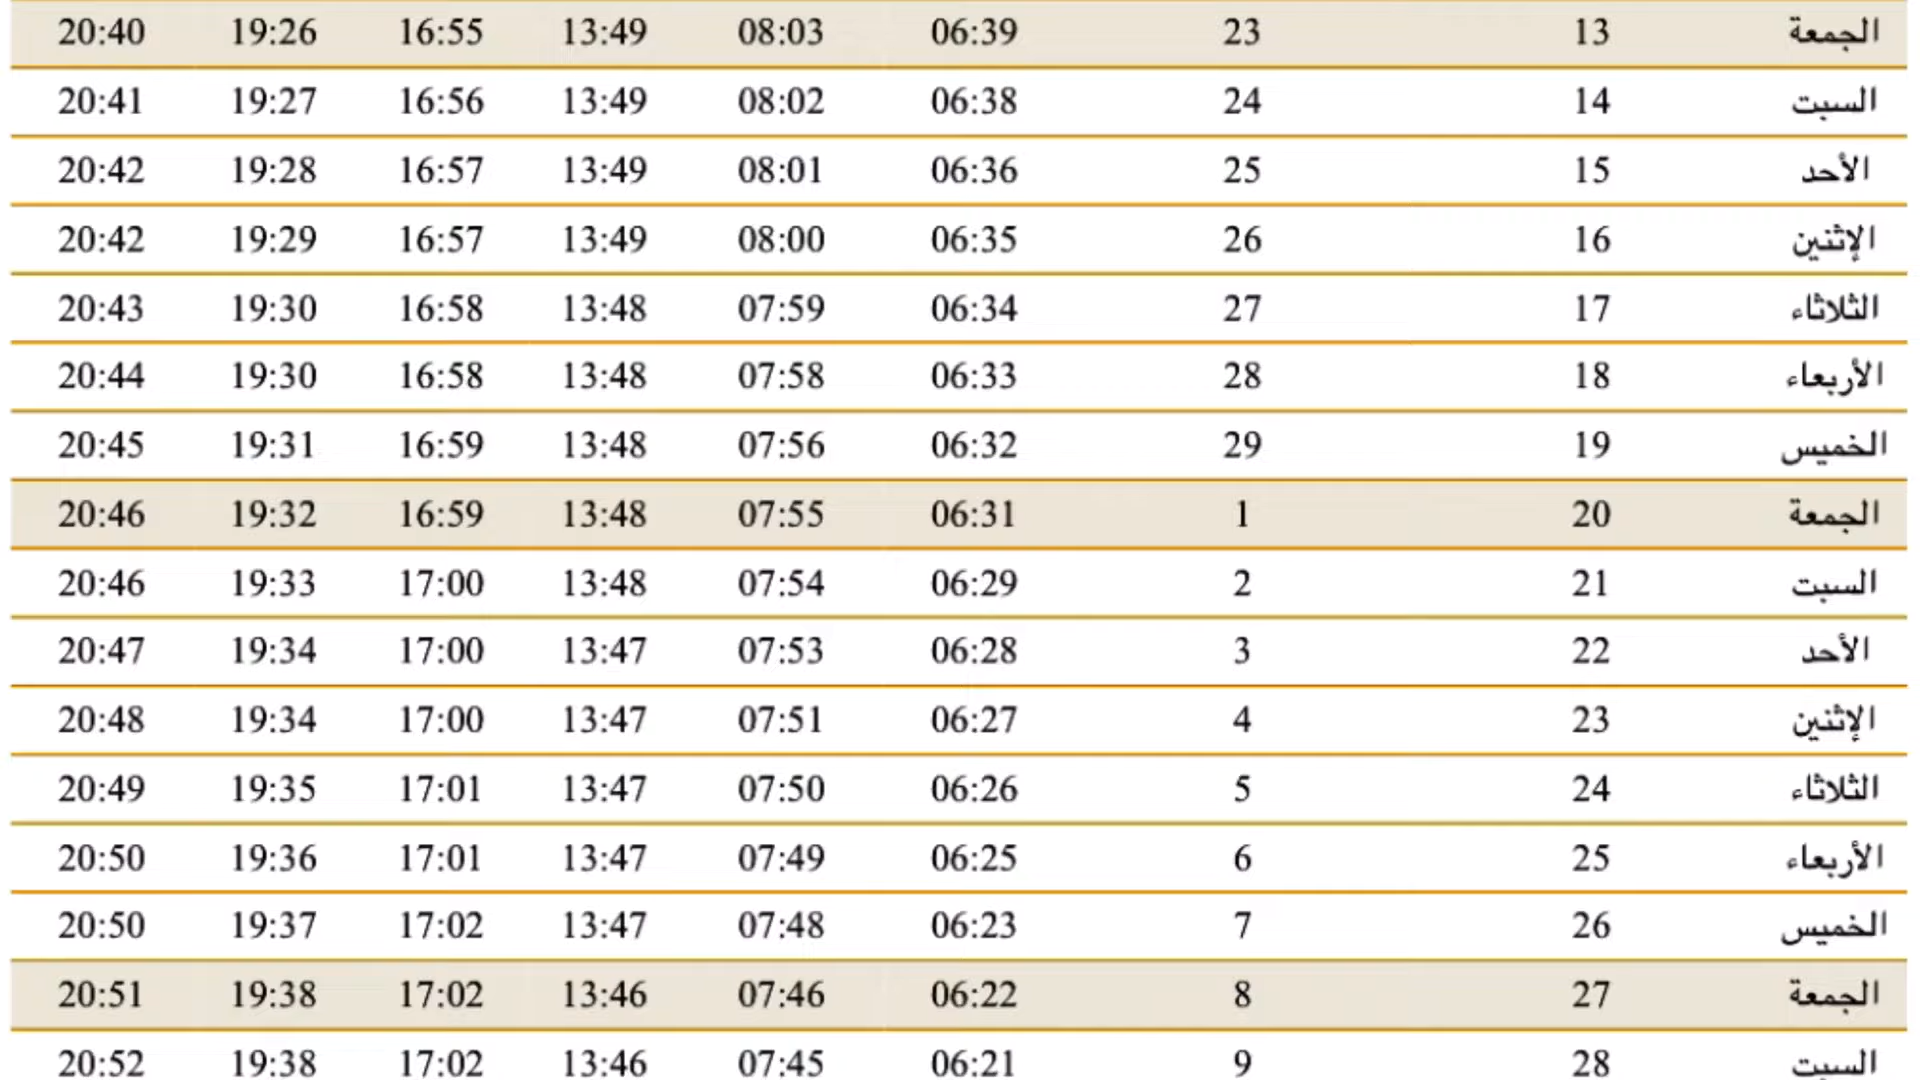 الجمعة 13 23 06:39 08:03 13:49 16:55 19:26 20:40
السبت 14 24 06:38 08:02 13:49 16:56 19:27 20:41
الأحد 15 25 06:36 08:01 13:49 16:57 19:28 20:42
الإثنين 16 26 06:35 08:00 13:49 16:57 19:29 20:42
الثلاثاء 17 27 06:34 07:59 13:48 16:58 19:30 20:43
الأربعاء 18 28 06:33 07:58 13:48 16:58 19:30 20:44
الخميس 19 29 06:32 07:56 13:48 16:59 19:31 20:45
الجمعة 20 1 06:31 07:55 13:48 16:59 19:32 20:46
السبت 21 2 06:29 07:54 13:48 17:00 19:33 20:46
الأحد 22 3 06:28 07:53 13:47 17:00 19:34 20:47
الإثنين 23 4 06:27 07:51 13:47 17:00 19:34 20:48
الثلاثاء 24 5 06:26 07:50 13:47 17:01 19:35 20:49
الأربعاء 25 6 06:25 07:49 13:47 17:01 19:36 20:50
الخميس 26 7 06:23 07:48 13:47 17:02 19:37 20:50
الجمعة 27 8 06:22 07:46 13:46 17:02 19:38 20:51
السبت 28 9 06:21 07:45 13:46 17:02 19:38 20:52